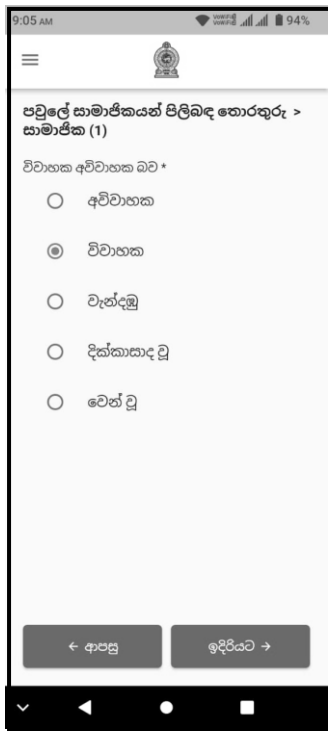 9:05 AM 94%
පවුලේ සාමාජිකයන් පිලිබඳ තොරතුරු >
සාමාජික (1)
විවාහක අවිවාහක බව *
අවිවාහක
විවාහක
වැන්දඹු
දික්කාසාද වූ
වෙන් වූ
← ආපසු
ඉදිරියට →